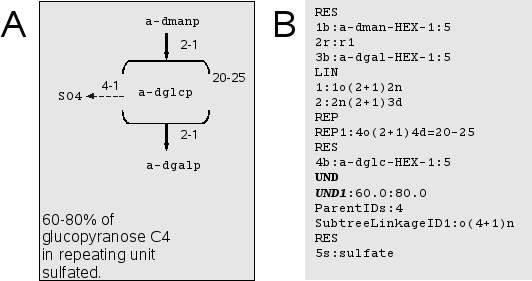 A
a-dmanp
2-1
20-25
4-1
SO4
a-dglcp
2-1
a-dgalp
60-80% of
glucopyranose C4
in repeating unit
sulfated.
B
RES
1b:a-dman-HEX-1:5
2r:r1
3b:a-dgal-HEX-1:5
LIN
1:1o(2+1)2n
2:2n(2+1)3d
REP
REP1:4o(2+1)4d=20-25
RES
4b:a-dglc-HEX-1:5
UND
UND1:60.0:80.0
ParentIDs:4
SubtreeLinkageID1:o(4+1)n
RES
5s:sulfate